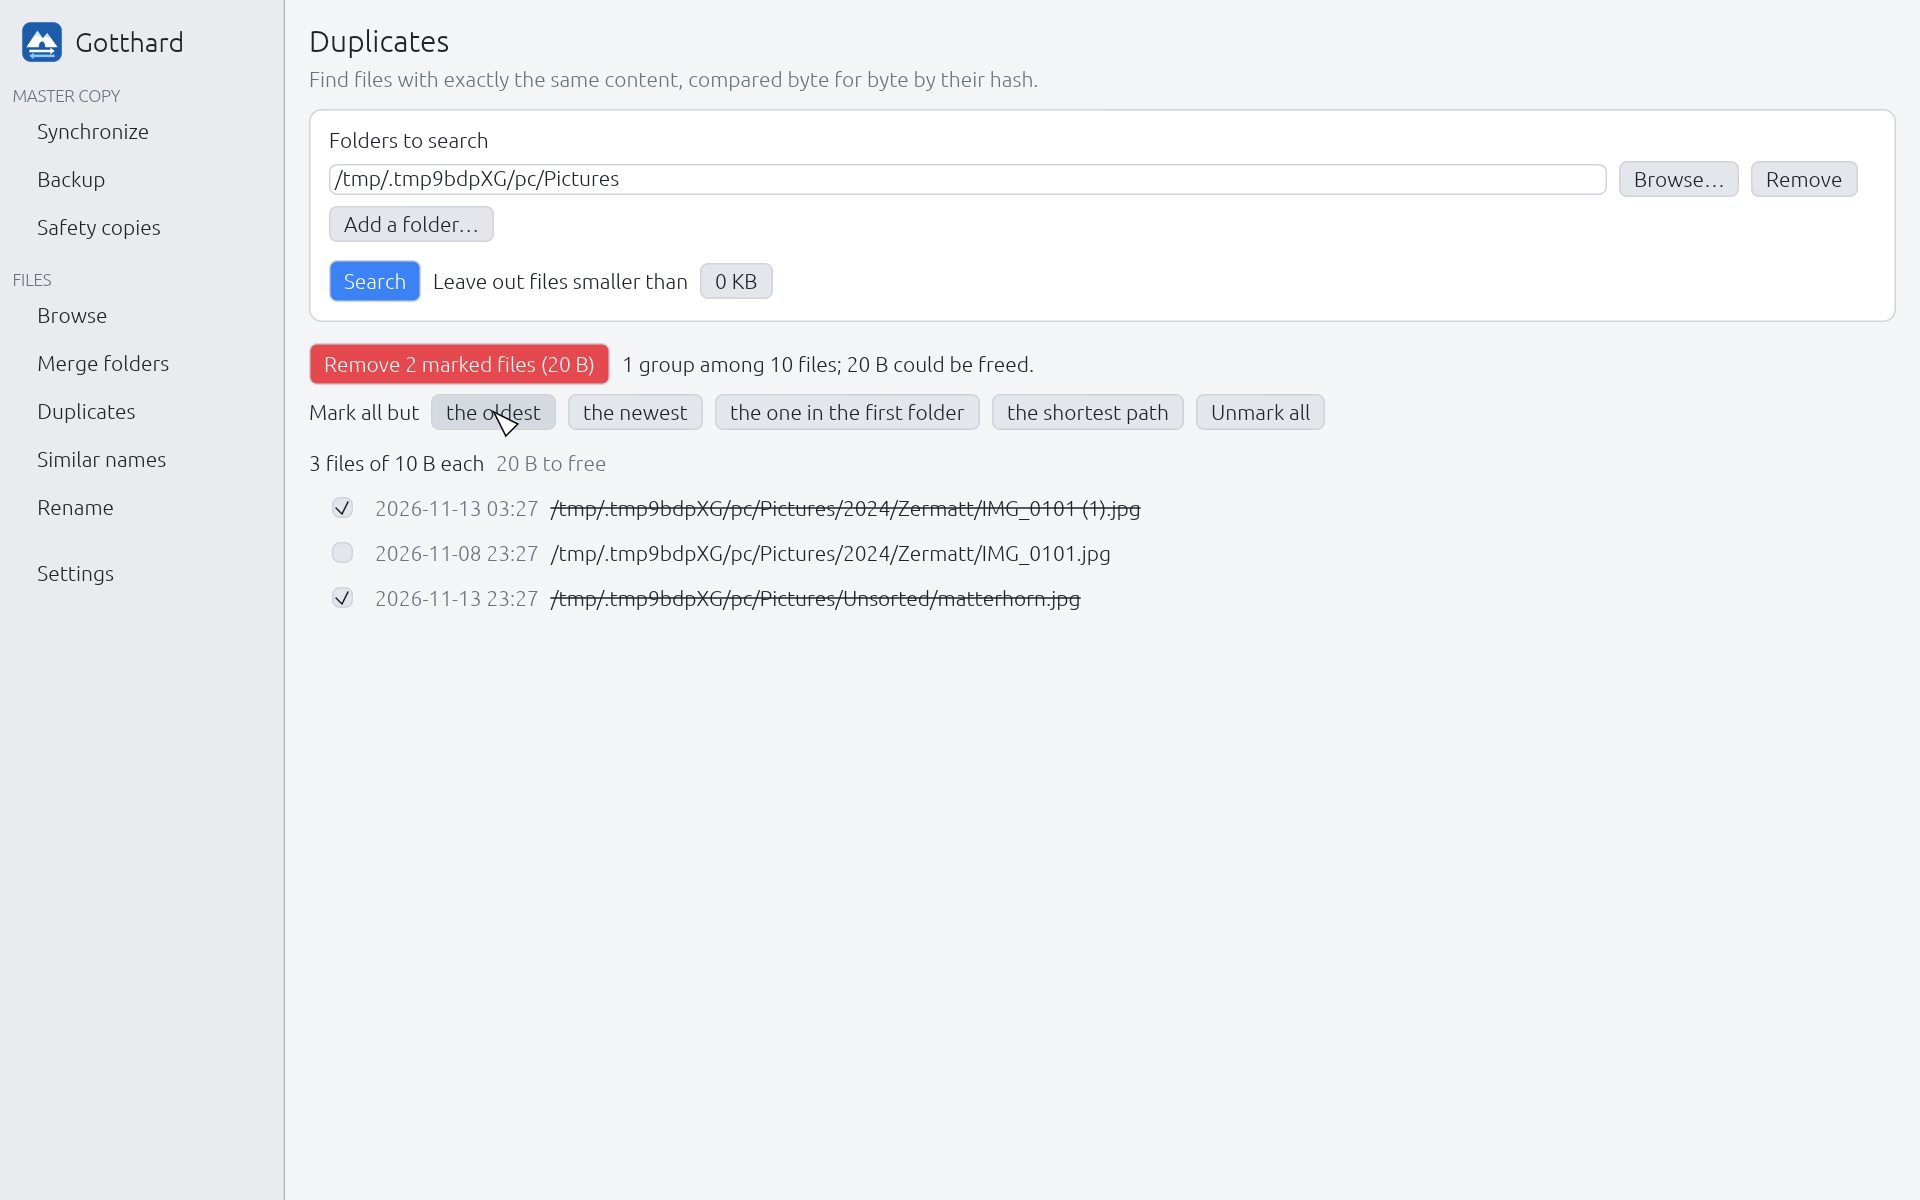 Gotthard
MASTER COPY
Synchronize
Backup
Safety copies
FILES
Browse
Merge folders
Duplicates
Similar names
Rename
Settings
Duplicates
Find files with exactly the same content, compared byte for byte by their hash.
Folders to search
/tmp/.tmp9bdpXG/pc/Pictures Browse… Remove
Add a folder…
Search Leave out files smaller than 0 KB
Remove 2 marked files (20 B) 1 group among 10 files; 20 B could be freed.
Mark all but the oldest the newest the one in the first folder the shortest path Unmark all
3 files of 10 B each 20 B to free
2026-11-13 03:27 /tmp/.tmp9bdpXG/pc/Pictures/2024/Zermatt/IMG_0101 (1).jpg
2026-11-08 23:27 /tmp/.tmp9bdpXG/pc/Pictures/2024/Zermatt/IMG_0101.jpg
2026-11-13 23:27 /tmp/.tmp9bdpXG/pc/Pictures/Unsorted/matterhorn.jpg